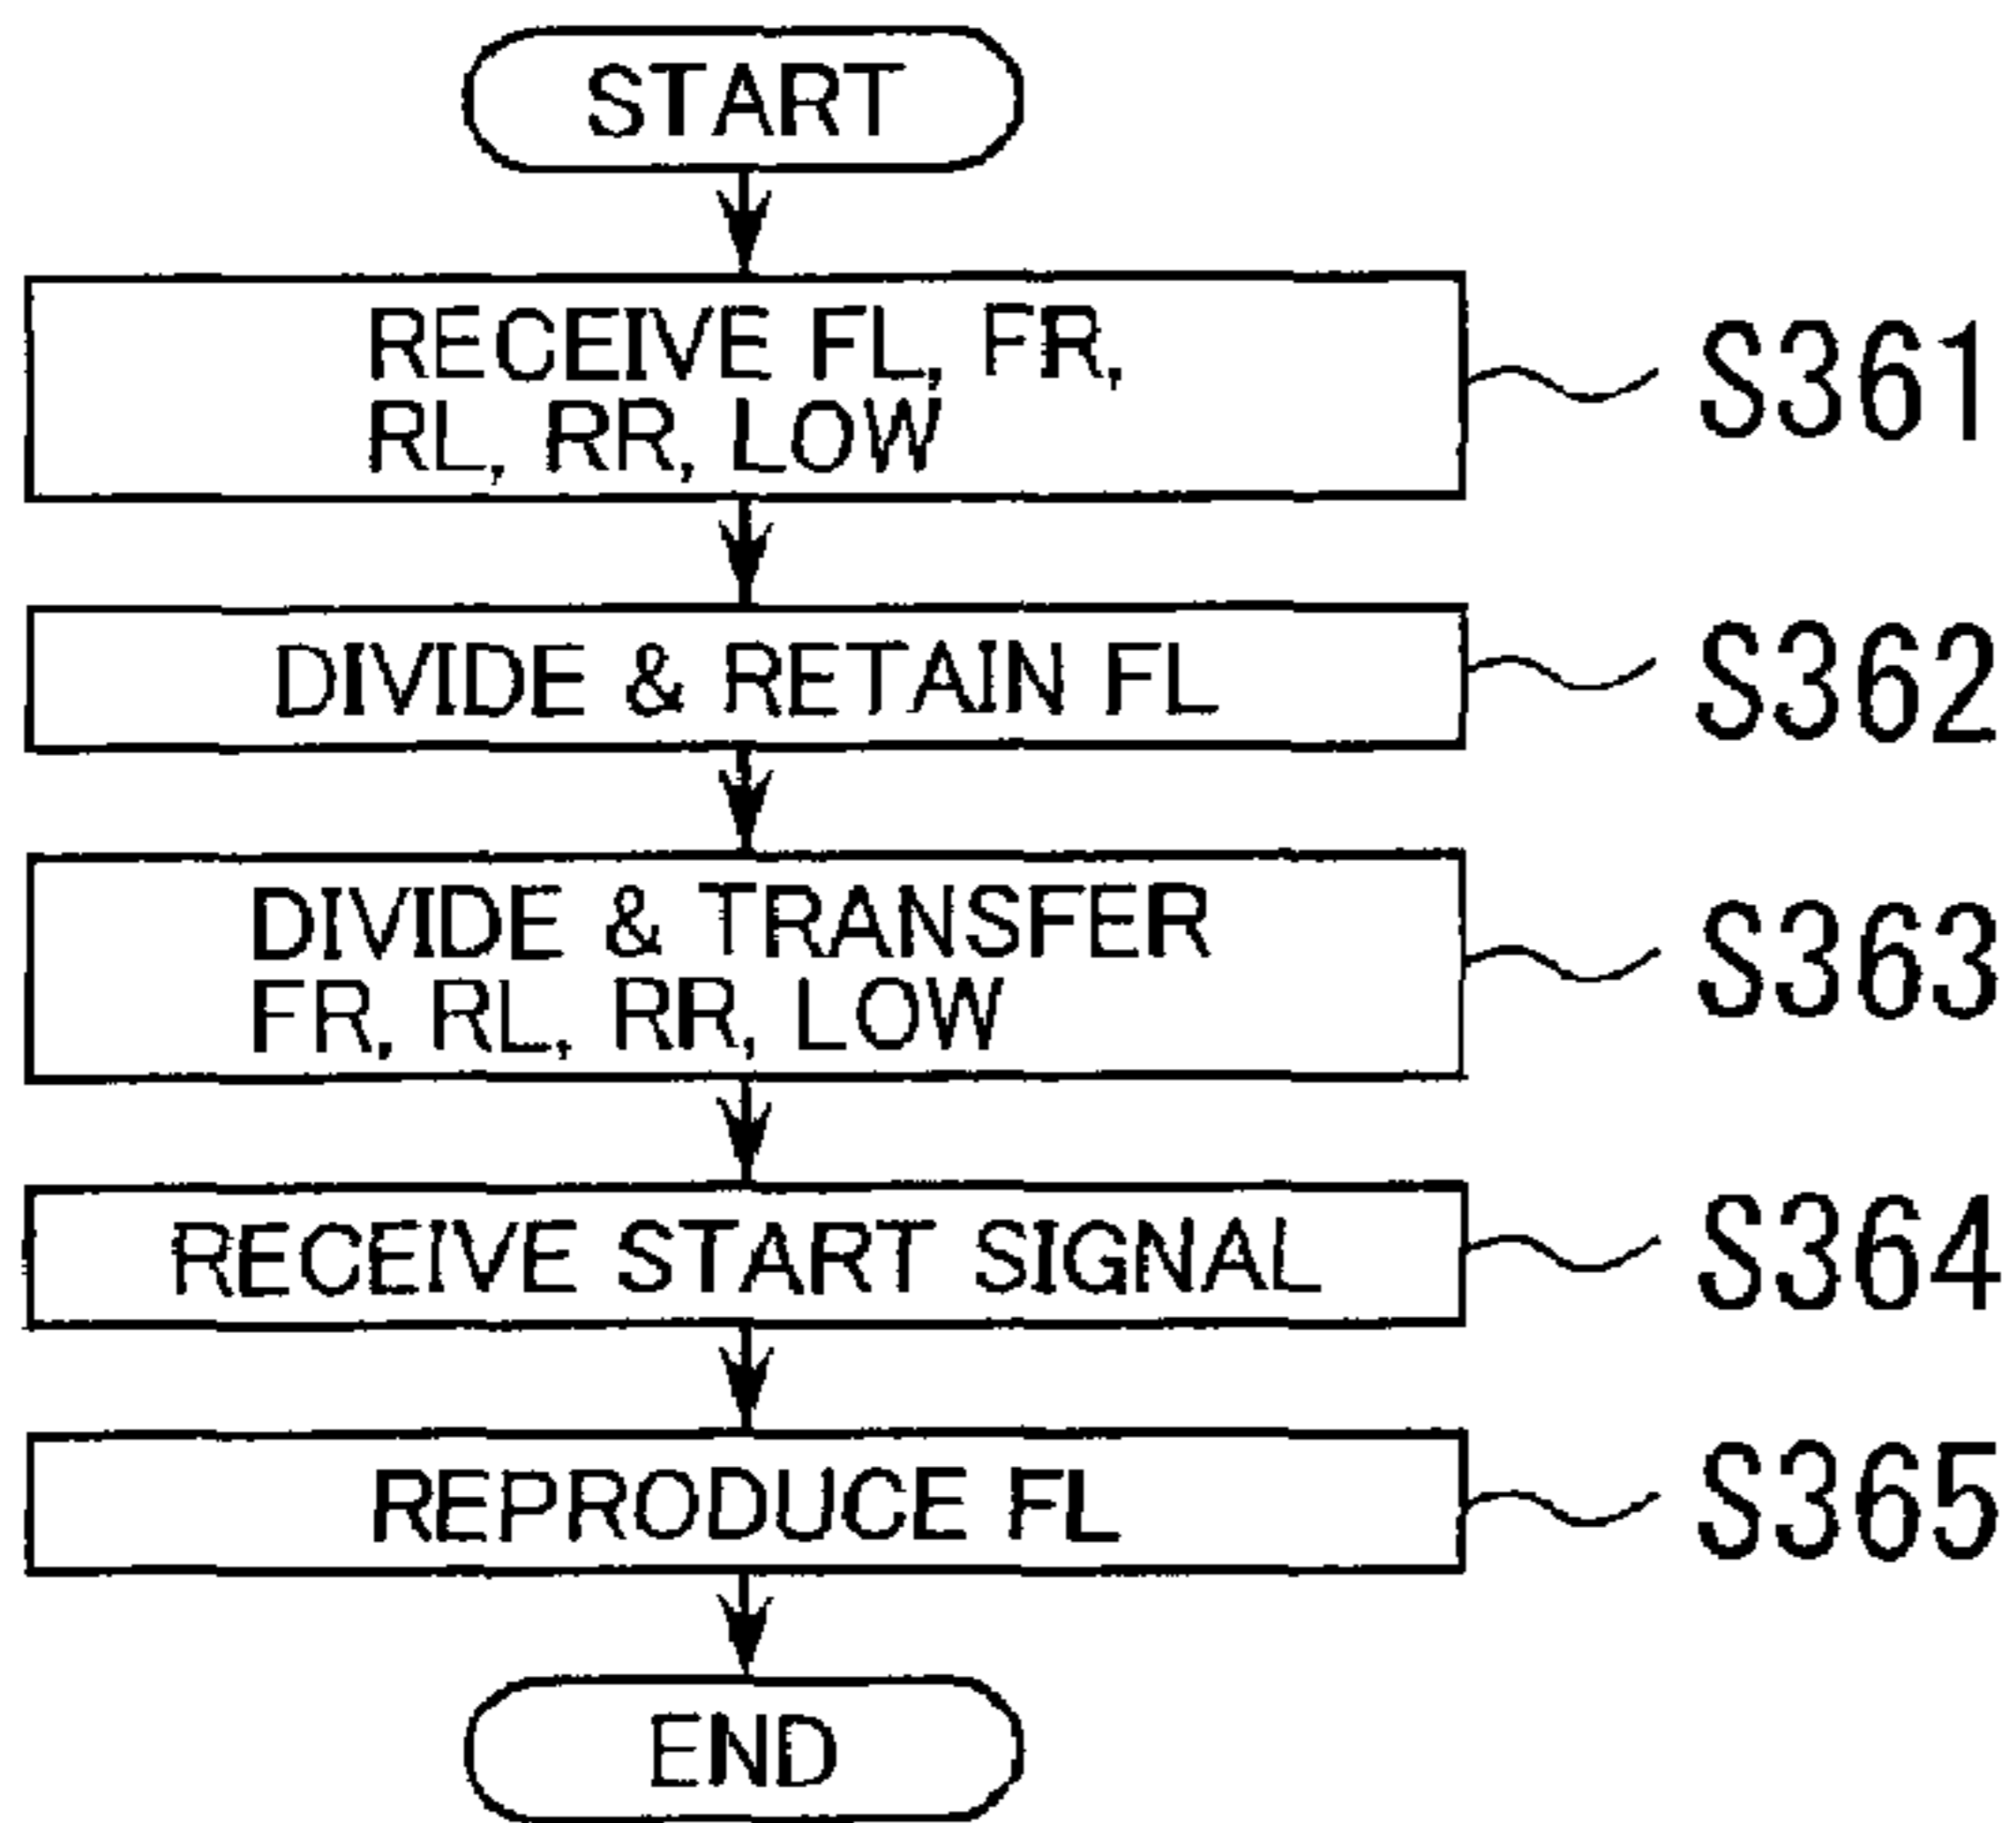 START
RECEIVE FL, FR,
RL, RR, LOW
S361
DIVIDE & RETAIN FL
S362
DIVIDE & TRANSFER
FR, RL, RR, LOW
S363
RECEIVE START SIGNAL
S364
REPRODUCE FL
S365
END